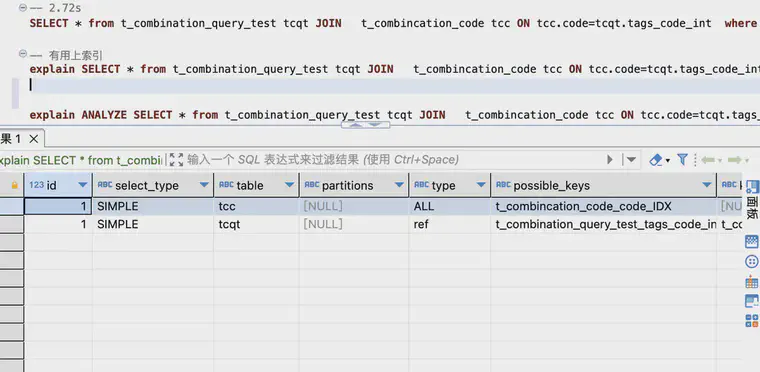 -- 2.72s
SELECT * from t_combination_query_test tcqt JOIN t_combincation_code tcc ON tcc.code=tcqt.tags_code_int where
-- 有用上索引
explain SELECT * from t_combination_query_test tcqt JOIN t_combincation_code tcc ON tcc.code=tcqt.tags_code_int
explain ANALYZE SELECT * from t_combination_query_test tcqt JOIN t_combincation_code tcc ON tcc.code=tcqt.tags
果 1 ×
explain SELECT * from t_combi 输入一个 SQL 表达式来过滤结果 (使用 Ctrl+Space)
123 id ABC select_type ABC table ABC partitions ABC type ABC possible_keys ABC
1 SIMPLE tcc [NULL] ALL t_combincation_code_code_IDX [NU
1 SIMPLE tcqt [NULL] ref t_combination_query_test_tags_code_in t_co
面板